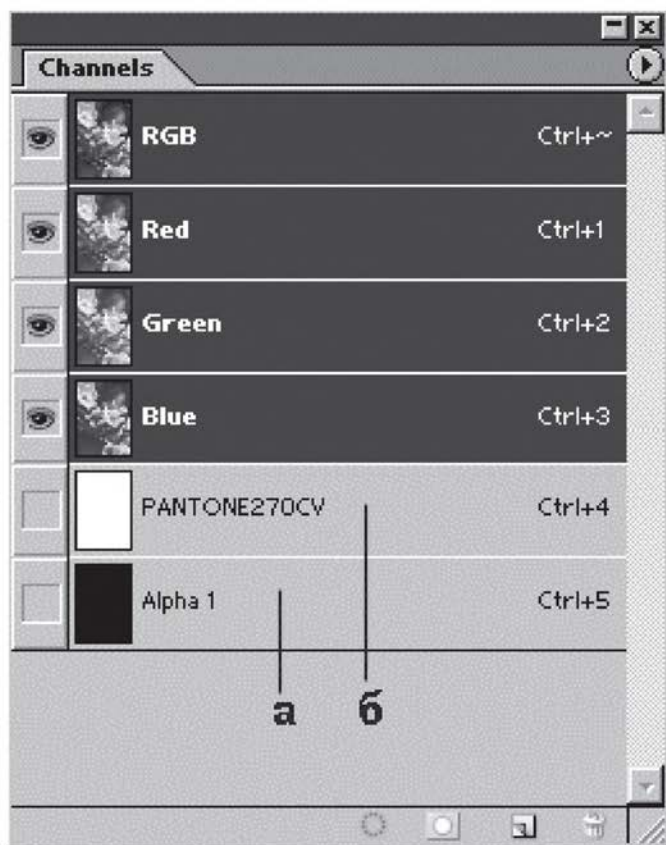 Channels
RGB Ctrl+~
Red Ctrl+1
Green Ctrl+2
Blue Ctrl+3
PANTONE270CV Ctrl+4
Alpha 1 Ctrl+5
а б